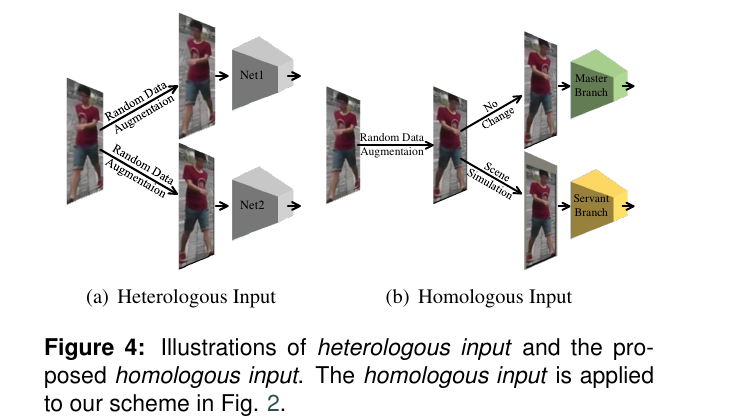 Random Data
Augmentaion
Net1
Random Data
Augmentaion
Net2
(a) Heterologous Input
Random Data
Augmentaion
No
Change
Master
Branch
Scene
Simulation
Servant
Branch
(b) Homologous Input
Figure 4: Illustrations of heterologous input and the pro-
posed homologous input. The homologous input is applied
to our scheme in Fig. 2.